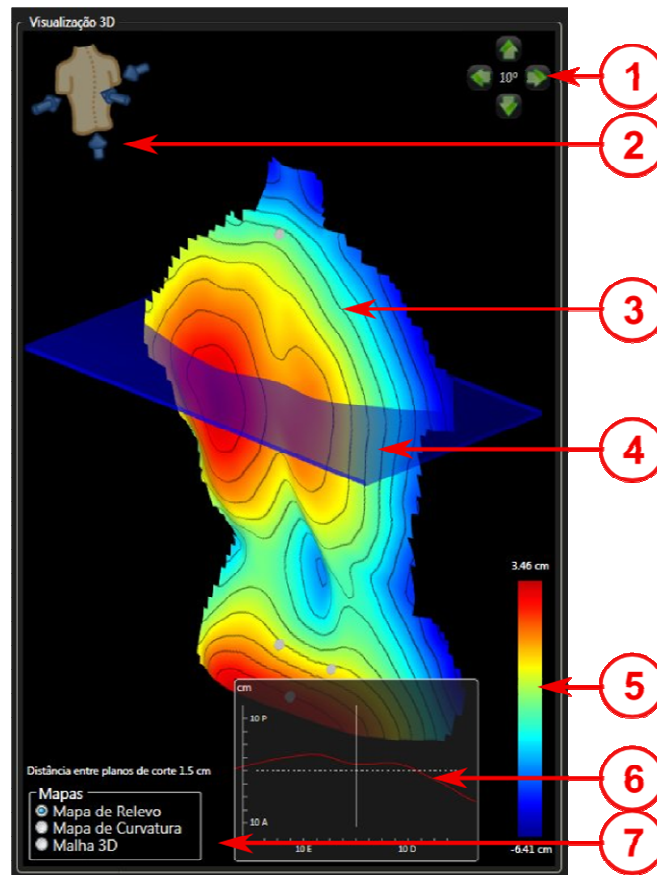 Visualização 3D
10º
1
2
3
4
3.46 cm
5
cm
10 P
6
Distância entre planos de corte 1.5 cm
Mapas
Mapa de Relevo
Mapa de Curvatura
Malha 3D
10 A
10 E
10 D
-6.41 cm
7